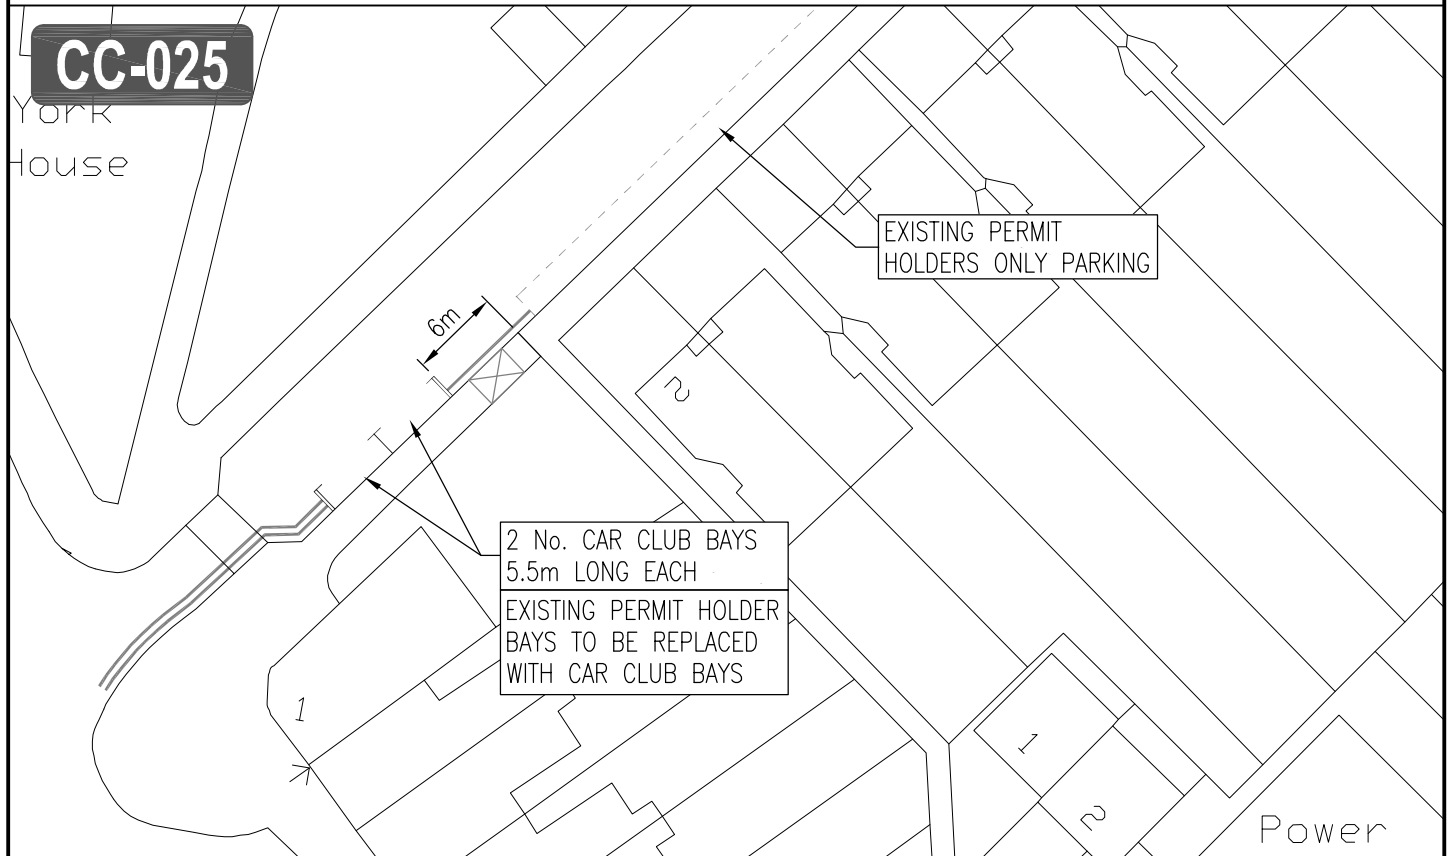 CC-025
York
House
EXISTING PERMIT
HOLDERS ONLY PARKING
6m
2
2 No. CAR CLUB BAYS
5.5m LONG EACH
EXISTING PERMIT HOLDER
BAYS TO BE REPLACED
WITH CAR CLUB BAYS
1
1
2
Power